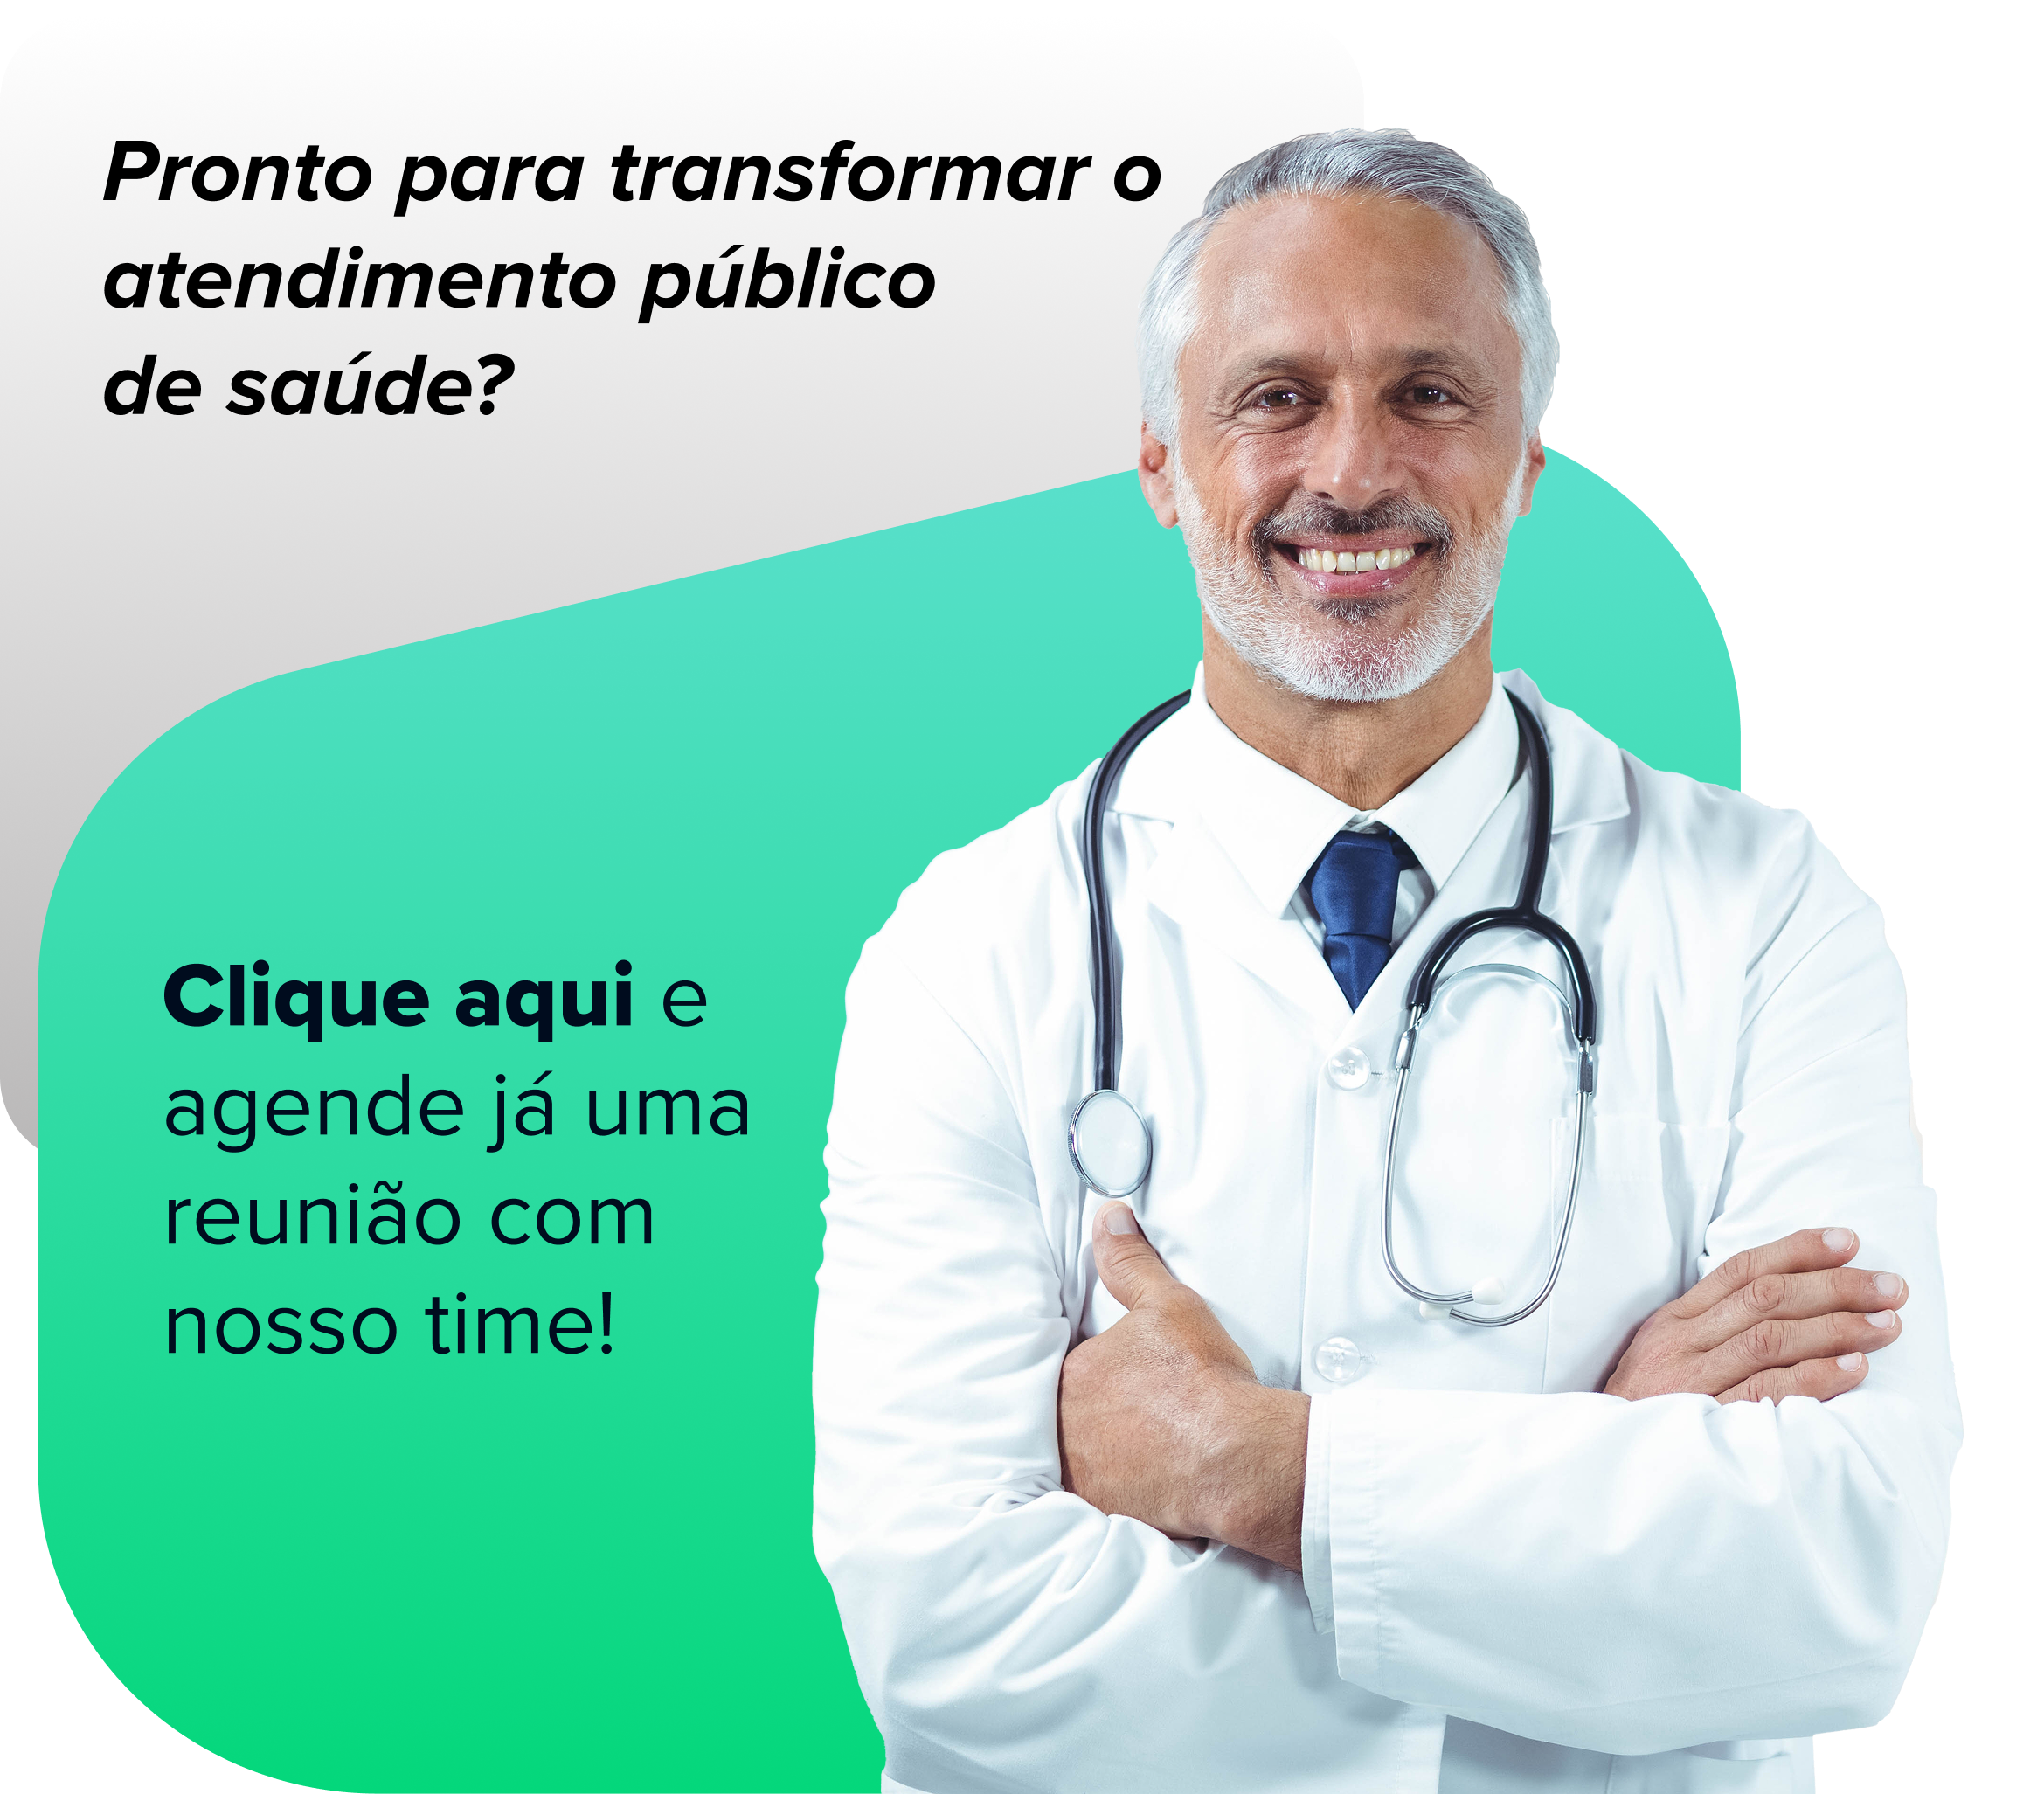 Pronto para transformar o
atendimento público
de saúde?
Clique aqui e
agende já uma
reunião com
nosso time!